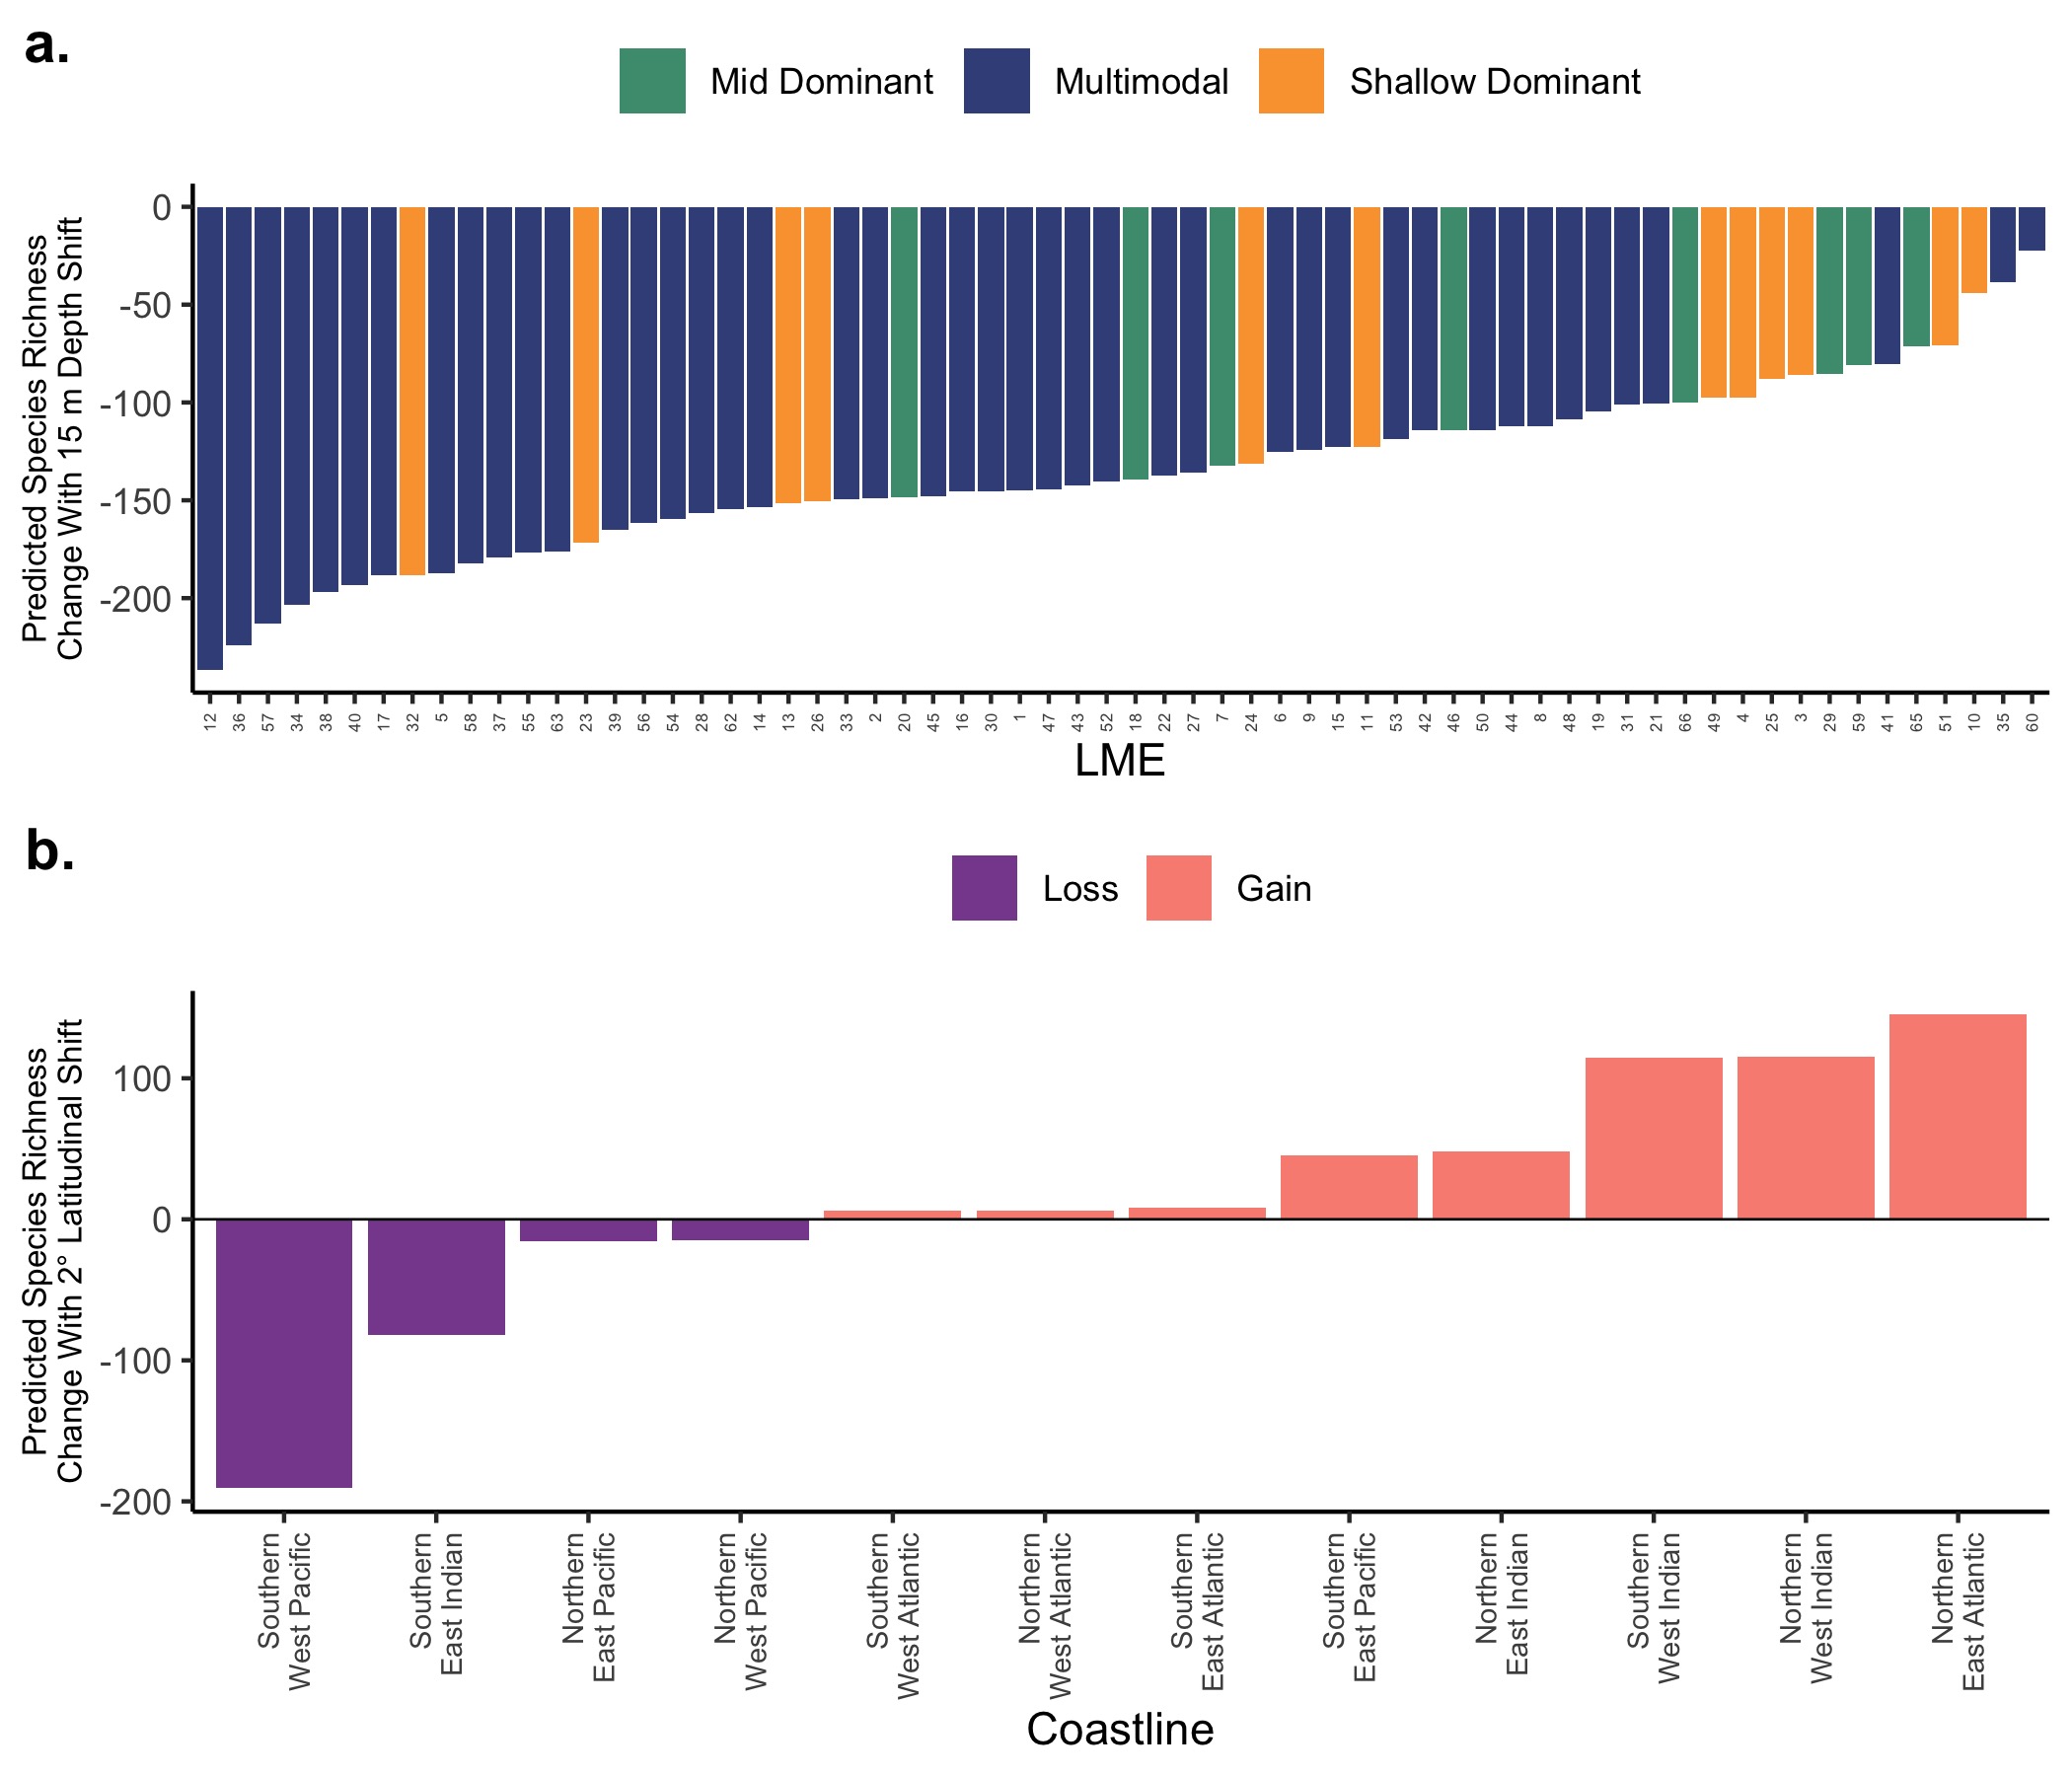 a.
Mid Dominant Multimodal Shallow Dominant
Predicted Species Richness
Change With 15 m Depth Shift
0
-50
-100
-150
-200
12 36 57 34 38 40 17 32 5 58 37 55 63 23 39 56 54 28 62 14 13 26 33 2 20 45 16 30 1 47 43 52 18 22 27 7 24 6 9 15 11 53 42 46 50 44 8 48 19 31 21 66 49 4 25 3 29 59 41 65 51 10 35 60
LME
b.
Loss Gain
Predicted Species Richness
Change With 2° Latitudinal Shift
100
0
-100
-200
Southern
West Pacific
Southern
East Indian
Northern
East Pacific
Northern
West Pacific
Southern
West Atlantic
Northern
West Atlantic
Southern
East Atlantic
Southern
East Pacific
Northern
East Indian
Southern
West Indian
Northern
West Indian
Northern
East Atlantic
Coastline